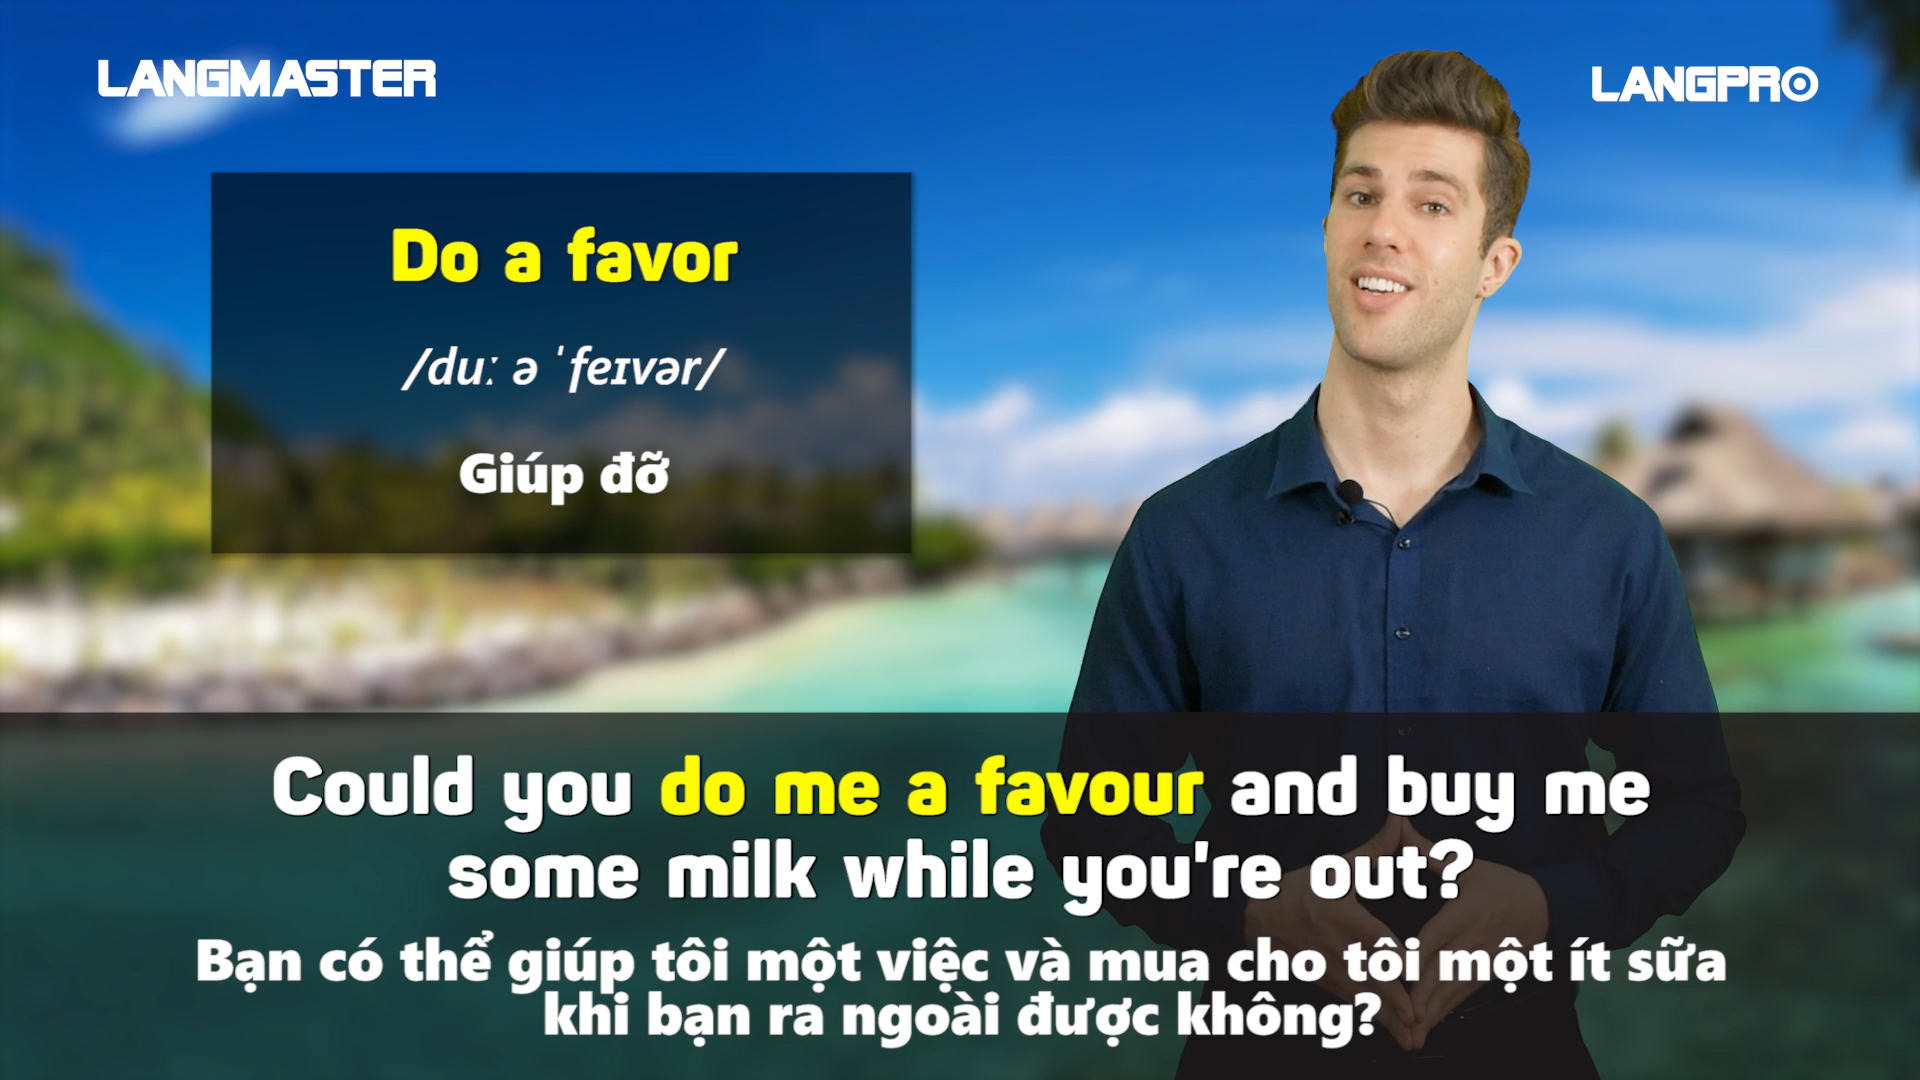 LANGMASTER
LANGPRO
Do a favor
/duː ə ˈfeɪvər/
Giúp đỡ
Could you do me a favour and buy me
some milk while you're out?
Bạn có thể giúp tôi một việc và mua cho tôi một ít sữa
khi bạn ra ngoài được không?